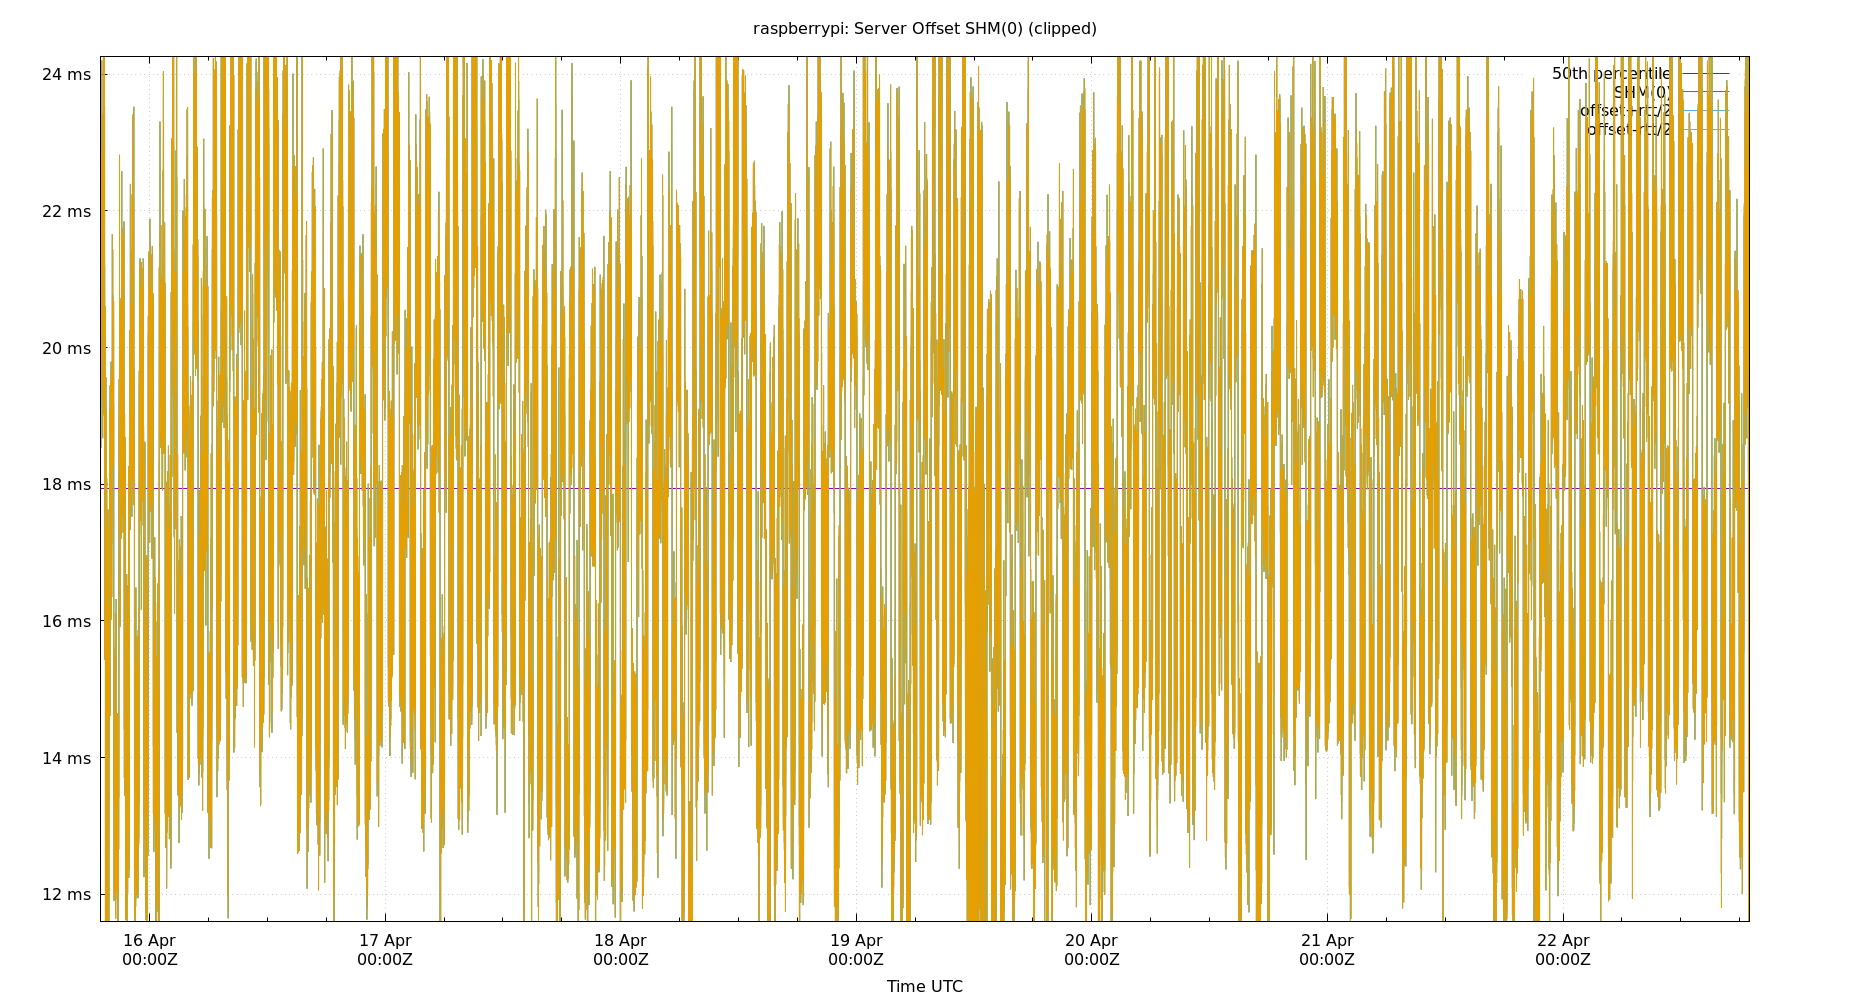 raspberrypi: Server Offset SHM(0) (clipped)
24 ms
22 ms
20 ms
18 ms
16 ms
14 ms
12 ms
50th percentile
SHM(0)
offset+rtt/2
offset-rtt/2
16 Apr
00:00Z
17 Apr
00:00Z
18 Apr
00:00Z
19 Apr
00:00Z
20 Apr
00:00Z
21 Apr
00:00Z
22 Apr
00:00Z
Time UTC